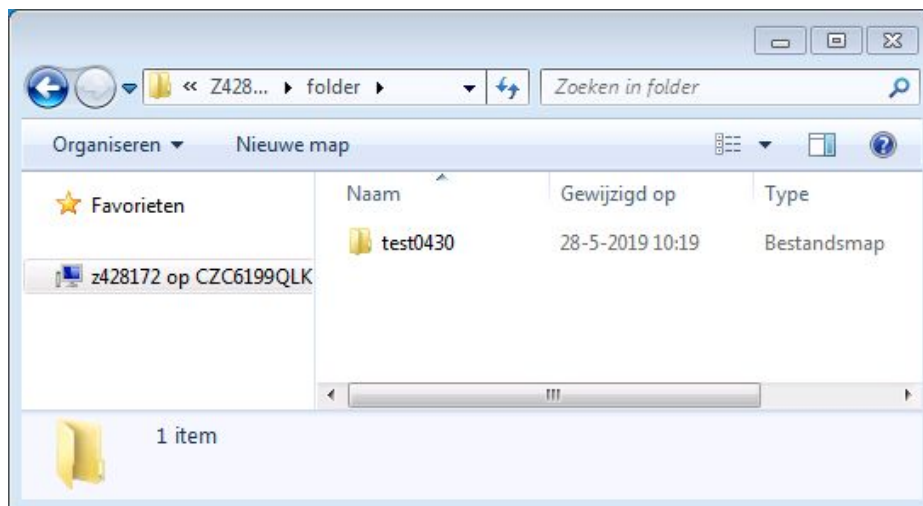 « Z428... folder
Zoeken in folder
Organiseren Nieuwe map
Favorieten
z428172 op CZC6199QLK
Naam Gewijzigd op Type
test0430 28-5-2019 10:19 Bestandsmap
1 item